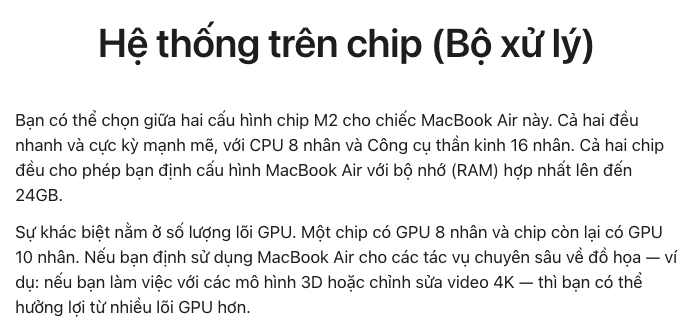 Hệ thống trên chip (Bộ xử lý)
Bạn có thể chọn giữa hai cấu hình chip M2 cho chiếc MacBook Air này. Cả hai đều
nhanh và cực kỳ mạnh mẽ, với CPU 8 nhân và Công cụ thần kinh 16 nhân. Cả hai chip
đều cho phép bạn định cấu hình MacBook Air với bộ nhớ (RAM) hợp nhất lên đến
24GB.
Sự khác biệt nằm ở số lượng lõi GPU. Một chip có GPU 8 nhân và chip còn lại có GPU
10 nhân. Nếu bạn định sử dụng MacBook Air cho các tác vụ chuyên sâu về đồ họa — ví
dụ: nếu bạn làm việc với các mô hình 3D hoặc chỉnh sửa video 4K — thì bạn có thể
hưởng lợi từ nhiều lõi GPU hơn.